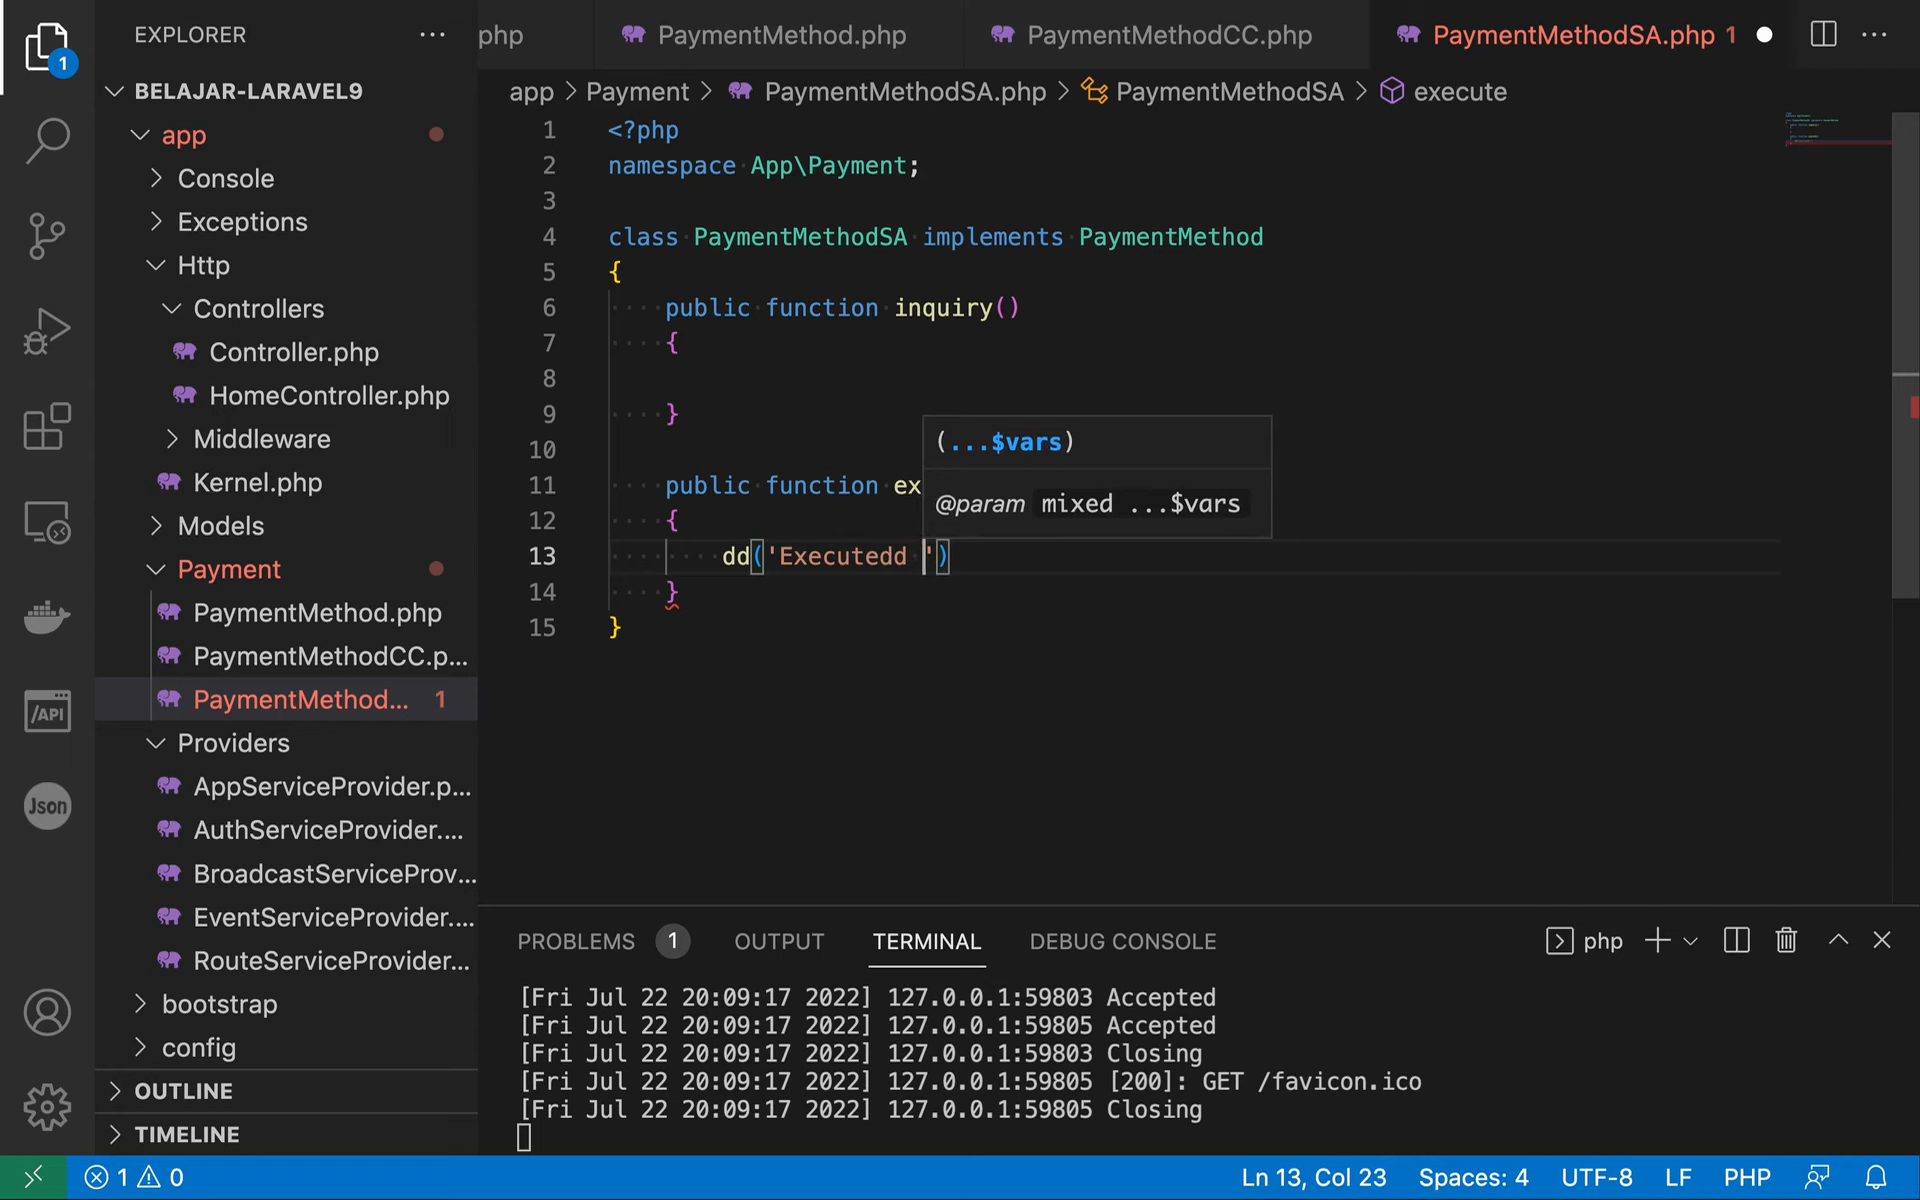 EXPLORER
BELAJAR-LARAVEL9
app
Console
Exceptions
Http
Controllers
Controller.php
HomeController.php
Middleware
Kernel.php
Models
Payment
PaymentMethod.php
PaymentMethodCC.p...
PaymentMethod... 1
Providers
AppServiceProvider.p...
AuthServiceProvider....
BroadcastServiceProv...
EventServiceProvider....
RouteServiceProvider...
bootstrap
config
OUTLINE
TIMELINE
1
/API
Json
php PaymentMethod.php PaymentMethodCC.php PaymentMethodSA.php 1
app > Payment > PaymentMethodSA.php > PaymentMethodSA > execute
1 <?php
2 namespace App\Payment;
3
4 class PaymentMethodSA implements PaymentMethod
5 {
6 public function inquiry()
7 {
8
9 }
10
11 public function ex
12 {
13 dd('Executedd ')
14 }
15 }
(...$vars)
@param mixed ...$vars
PROBLEMS 1 OUTPUT TERMINAL DEBUG CONSOLE php
[Fri Jul 22 20:09:17 2022] 127.0.0.1:59803 Accepted
[Fri Jul 22 20:09:17 2022] 127.0.0.1:59805 Accepted
[Fri Jul 22 20:09:17 2022] 127.0.0.1:59803 Closing
[Fri Jul 22 20:09:17 2022] 127.0.0.1:59805 [200]: GET /favicon.ico
[Fri Jul 22 20:09:17 2022] 127.0.0.1:59805 Closing
1 0 Ln 13, Col 23 Spaces: 4 UTF-8 LF PHP